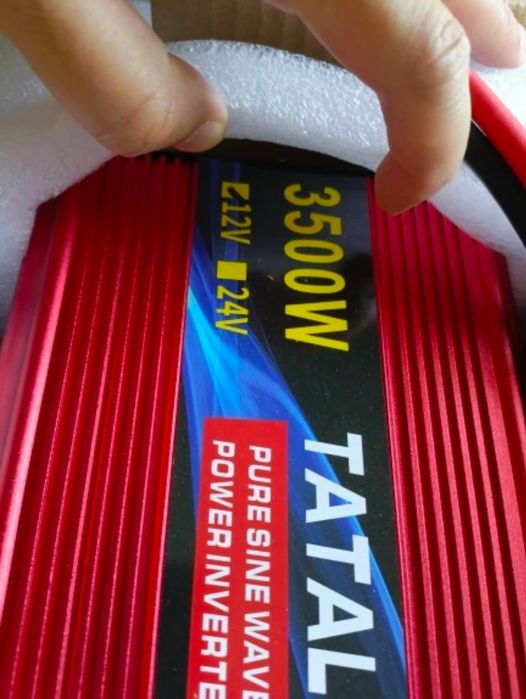 3500W
12V 24V
TATAL
PURE SINE WAVE
POWER INVERTE